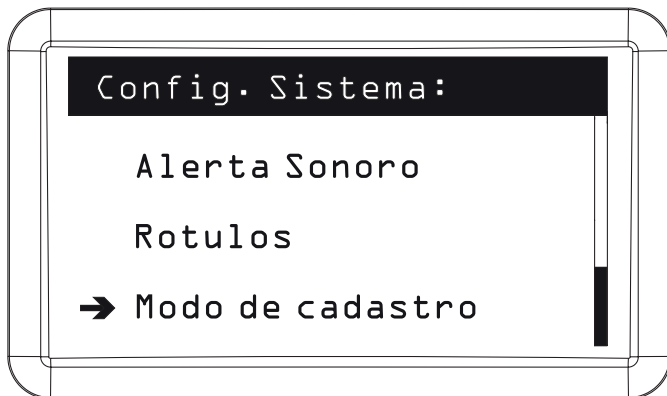 Config. Sistema:
Alerta Sonoro
Rotulos
Modo de cadastro